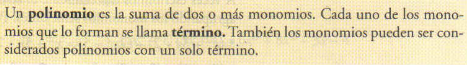 Un polinomio es la suma de dos o más monomios. Cada uno de los mono-
mios que lo forman se llama término. También los monomios pueden ser con-
siderados polinomios con un solo término.